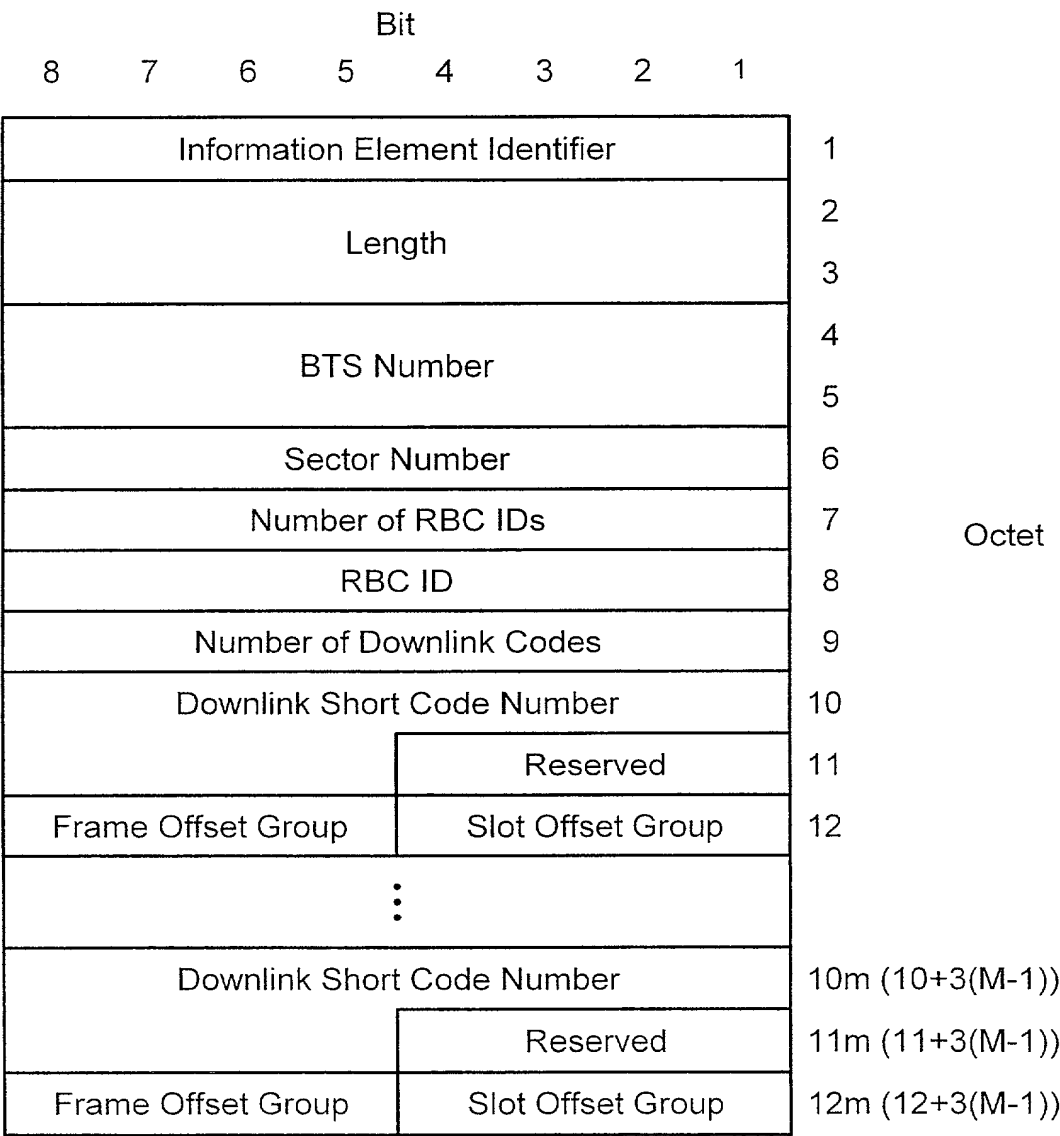 Bit
8 7 6 5 4 3 2 1
Information Element Identifier 1
2
Length
3
4
BTS Number
5
Sector Number 6
Number of RBC IDs 7
Octet
RBC ID 8
Number of Downlink Codes 9
Downlink Short Code Number 10
Reserved 11
Frame Offset Group Slot Offset Group 12
⋮
Downlink Short Code Number 10m (10+3(M-1))
Reserved 11m (11+3(M-1))
Frame Offset Group Slot Offset Group 12m (12+3(M-1))